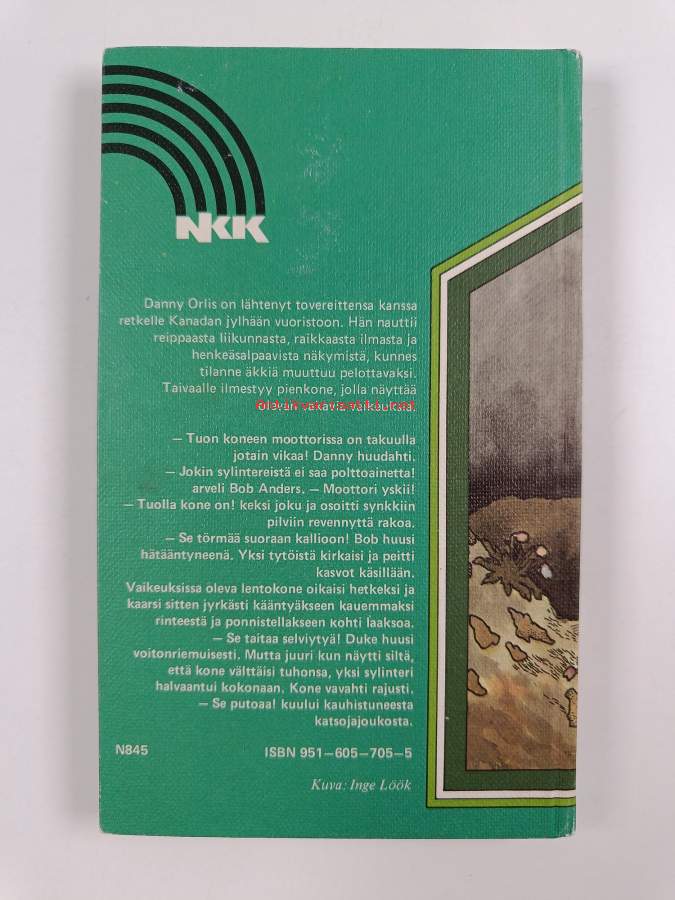 NKK
Danny Orlis on lähtenyt tovereittensa kanssa
retkelle Kanadan jylhään vuoristoon. Hän nauttii
reippaasta liikunnasta, raikkaasta ilmasta ja
henkeäsalpaavista näkymistä, kunnes
tilanne äkkiä muuttuu pelottavaksi.
Taivaalle ilmestyy pienkone, jolla näyttää
olevan vakavia vaikeuksia.
— Tuon koneen moottorissa on takuulla
jotain vikaa! Danny huudahti.
— Jokin sylintereistä ei saa polttoainetta!
arveli Bob Anders. — Moottori yskii!
— Tuolla kone on! keksi joku ja osoitti synkkiin
pilviin revennyttä rakoa.
— Se törmää suoraan kallioon! Bob huusi
hätääntyneenä. Yksi tytöistä kirkaisi ja peitti
kasvot käsillään.
Vaikeuksissa oleva lentokone oikaisi hetkeksi ja
kaarsi sitten jyrkästi kääntyäkseen kauemmaksi
rinteestä ja ponnistellakseen kohti laaksoa.
— Se taitaa selviytyä! Duke huusi
voitonriemuisesti. Mutta juuri kun näytti siltä,
että kone välttäisi tuhonsa, yksi sylinteri
halvaantui kokonaan. Kone vavahti rajusti.
— Se putoaa! kuului kauhistuneesta
katsojajoukosta.
N845 ISBN 951—605—705—5
Kuva: Inge Löök